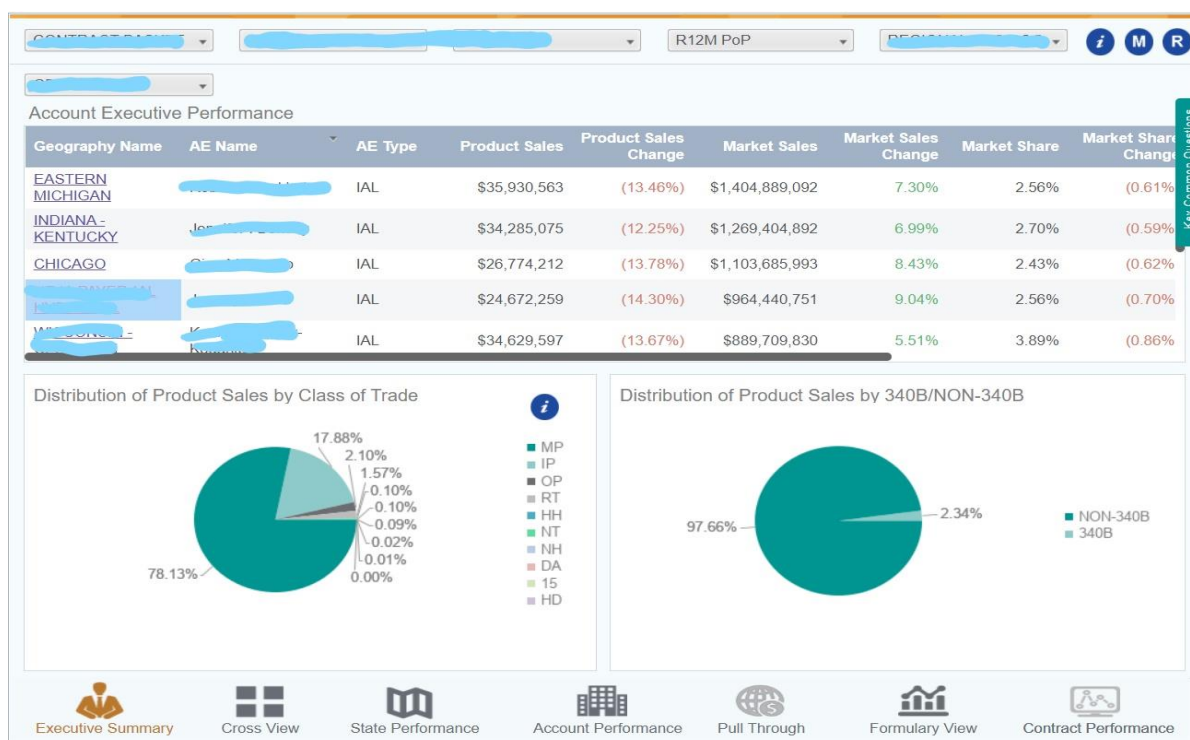 R12M PoP
i
M
R
Account Executive Performance
Key Common Questions
Geography Name AE Name AE Type Product Sales Product Sales Change Market Sales Market Sales Change Market Share Market Share Change
EASTERN MICHIGAN IAL $35,930,563 (13.46%) $1,404,889,092 7.30% 2.56% (0.61%
INDIANA - KENTUCKY IAL $34,285,075 (12.25%) $1,269,404,892 6.99% 2.70% (0.59%
CHICAGO IAL $26,774,212 (13.78%) $1,103,685,993 8.43% 2.43% (0.62%
IAL $24,672,259 (14.30%) $964,440,751 9.04% 2.56% (0.70%
IAL $34,629,597 (13.67%) $889,709,830 5.51% 3.89% (0.86%
Distribution of Product Sales by Class of Trade
i
17.88%
2.10%
1.57%
0.10%
0.10%
0.09%
0.02%
0.01%
0.00%
78.13%
MP
IP
OP
RT
HH
NT
NH
DA
15
HD
Distribution of Product Sales by 340B/NON-340B
97.66%
2.34%
NON-340B
340B
Executive Summary
Cross View
State Performance
Account Performance
Pull Through
Formulary View
Contract Performance